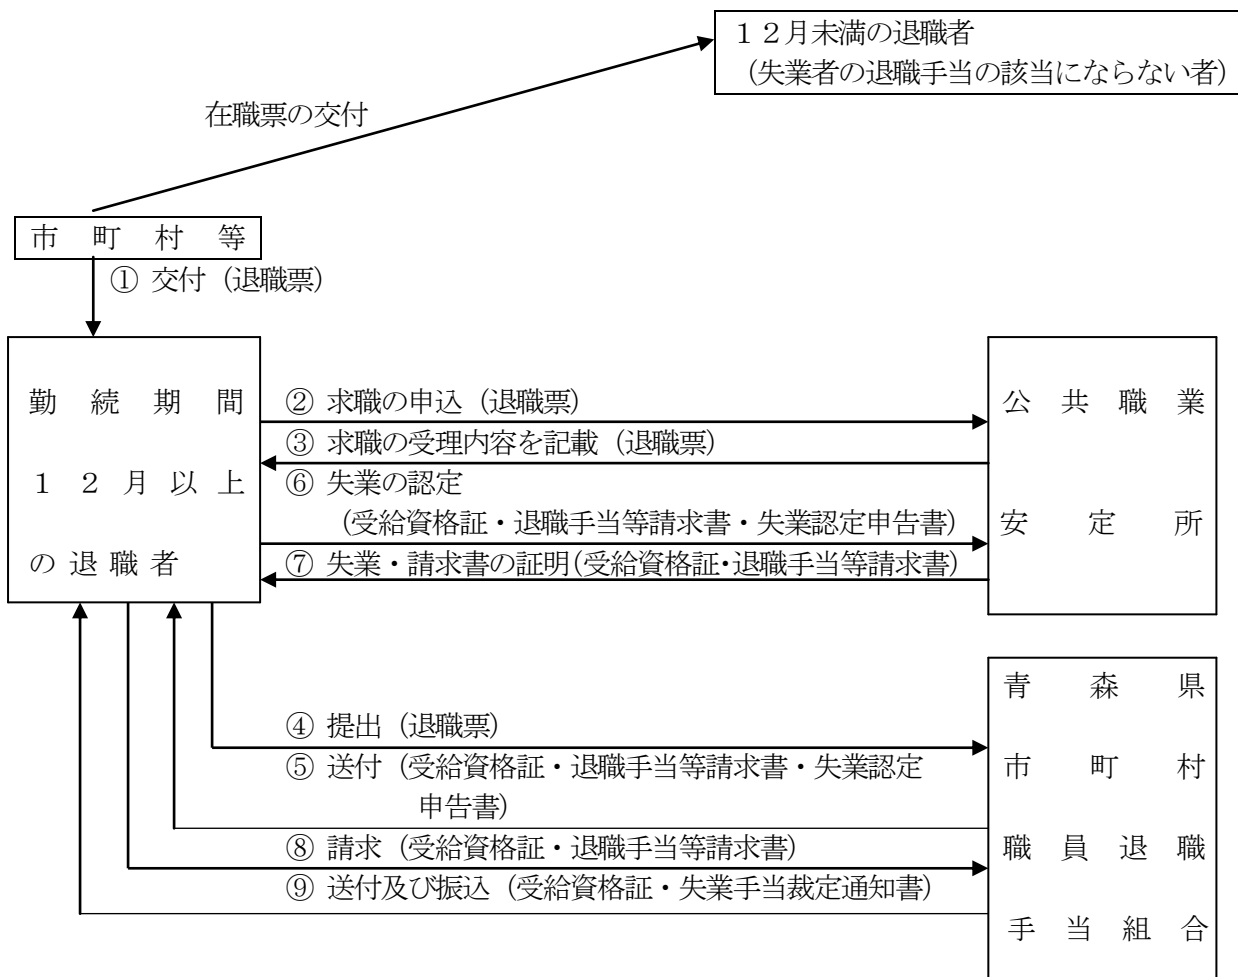 １２月未満の退職者
（失業者の退職手当の該当にならない者）
在職票の交付
市町村等
① 交付（退職票）
勤続期間
１２月以上
の退職者
② 求職の申込（退職票）
③ 求職の受理内容を記載（退職票）
⑥ 失業の認定
（受給資格証・退職手当等請求書・失業認定申告書）
⑦ 失業・請求書の証明（受給資格証・退職手当等請求書）
公共職業
安定所
④ 提出（退職票）
⑤ 送付（受給資格証・退職手当等請求書・失業認定
申告書）
⑧ 請求（受給資格証・退職手当等請求書）
⑨ 送付及び振込（受給資格証・失業手当裁定通知書）
青森県
市町村
職員退職
手当組合